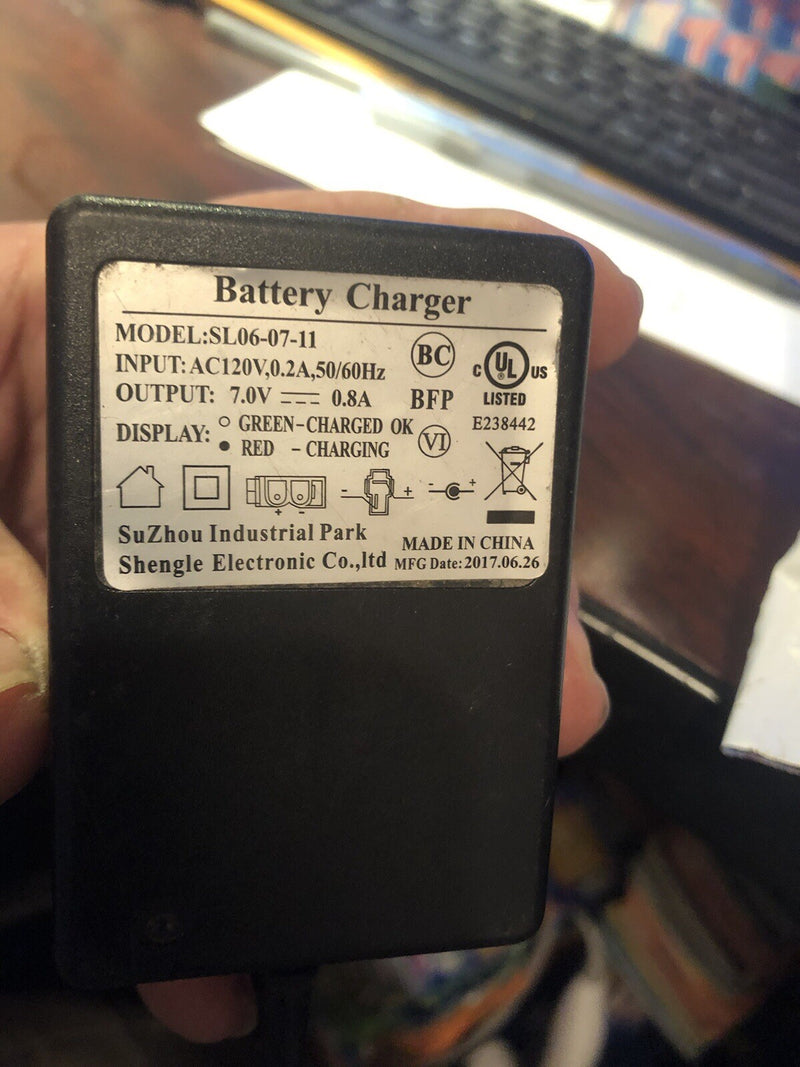 Battery Charger
MODEL:SL06-07-11
INPUT: AC120V,0.2A,50/60Hz
OUTPUT: 7.0V ⎓ 0.8A
BC
BFP
C UL US
®
LISTED
E238442
DISPLAY: ○ GREEN-CHARGED OK
● RED - CHARGING
VI
+ -
- +
- +
SuZhou Industrial Park
Shengle Electronic Co.,ltd
MADE IN CHINA
MFG Date: 2017.06.26